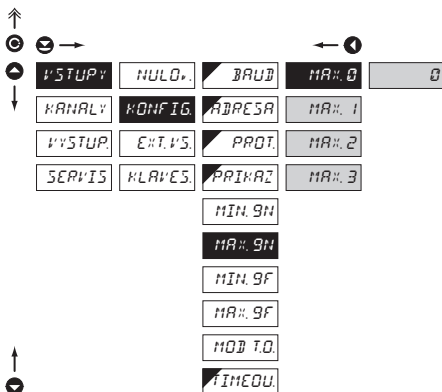 VSTUPY NULOV. BAUD MAX. 0 0
KANALY KONFIG. ADRESA MAX. 1
VYSTUP. EXT. VS. PROT. MAX. 2
SERVIS KLAVES. PRIKAZ MAX. 3
MIN. 9N
MAX. 9N
MIN. 9F
MAX. 9F
MOD T.O.
TIMEOU.